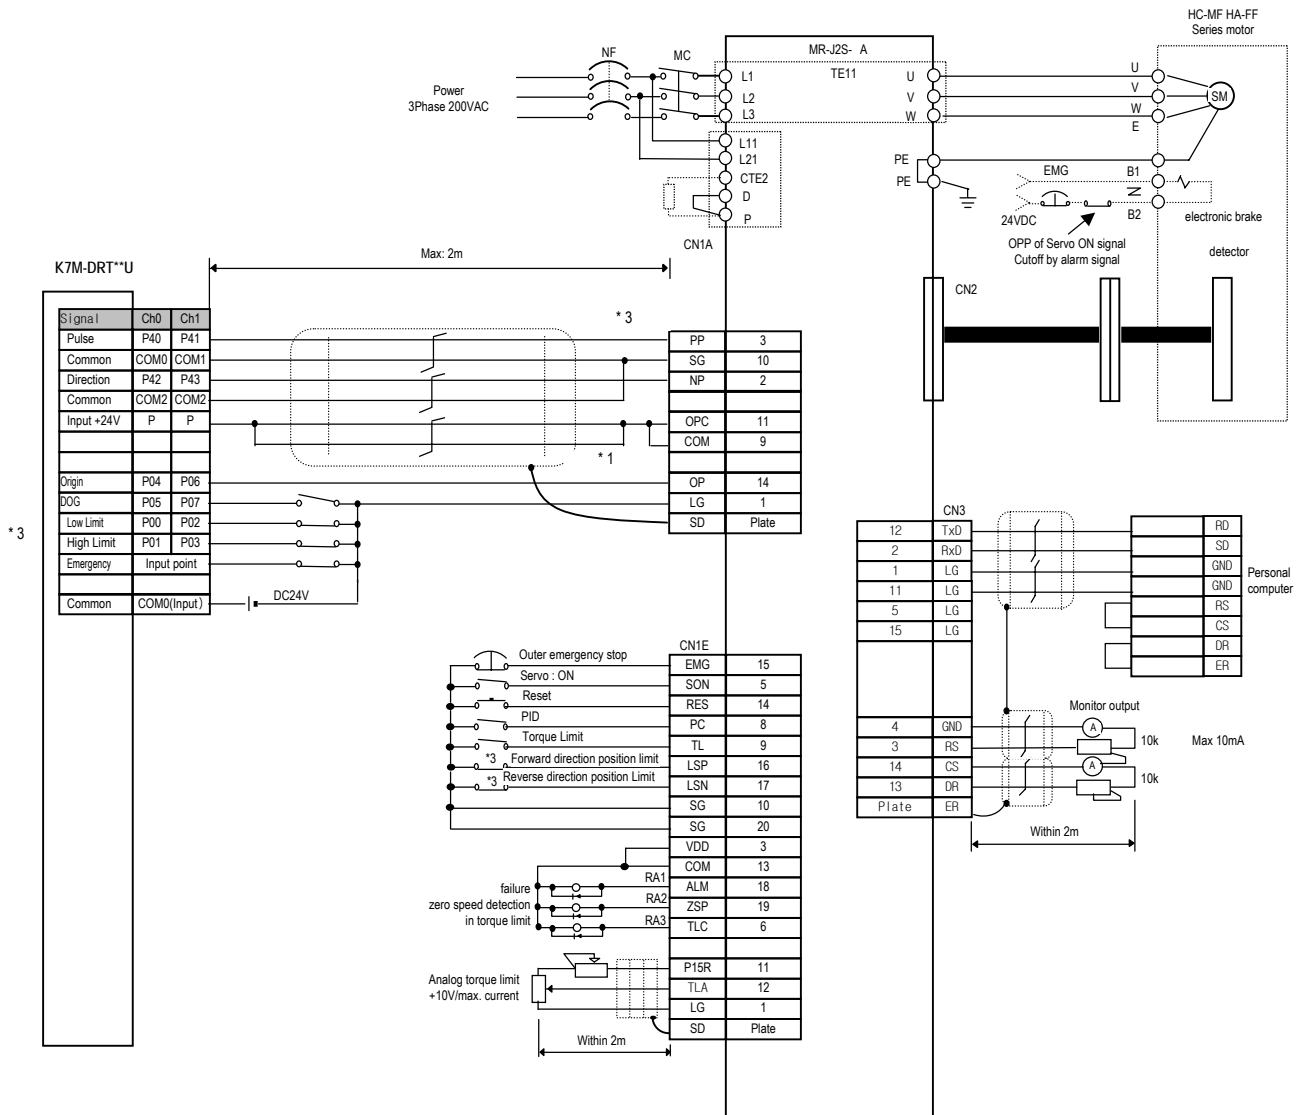 HC-MF HA-FF
Series motor
NF
MC
MR-J2S- A
TE11
Power
3Phase 200VAC
L1
L2
L3
U
V
W
U
V
W
E
SM
L11
L21
CTE2
D
P
PE
PE
EMG
B1
24VDC
B2
electronic brake
OPP of Servo ON signal
Cutoff by alarm signal
detector
CN1A
CN2
Max: 2m
K7M-DRT**U
* 3
Signal Ch0 Ch1
Pulse P40 P41
Common COM0 COM1
Direction P42 P43
Common COM2 COM2
Input +24V P P
Origin P04 P06
DOG P05 P07
Low Limit P00 P02
High Limit P01 P03
Emergency Input point
Common COM0(Input)
* 3
DC24V
* 1
PP 3
SG 10
NP 2
OPC 11
COM 9
OP 14
LG 1
SD Plate
CN3
12 TxD
2 RxD
1 LG
11 LG
5 LG
15 LG
4 GND
3 RS
14 CS
13 DR
Plate ER
RD
SD
GND
GND
RS
CS
DR
ER
Personal
computer
Monitor output
A
10k
A
10k
Max 10mA
Within 2m
CN1E
Outer emergency stop
Servo : ON
Reset
PID
Torque Limit
*3 Forward direction position limit
*3 Reverse direction position Limit
EMG 15
SON 5
RES 14
PC 8
TL 9
LSP 16
LSN 17
SG 10
SG 20
VDD 3
COM 13
ALM 18
ZSP 19
TLC 6
P15R 11
TLA 12
LG 1
SD Plate
RA1
RA2
RA3
failure
zero speed detection
in torque limit
Analog torque limit
+10V/max. current
Within 2m